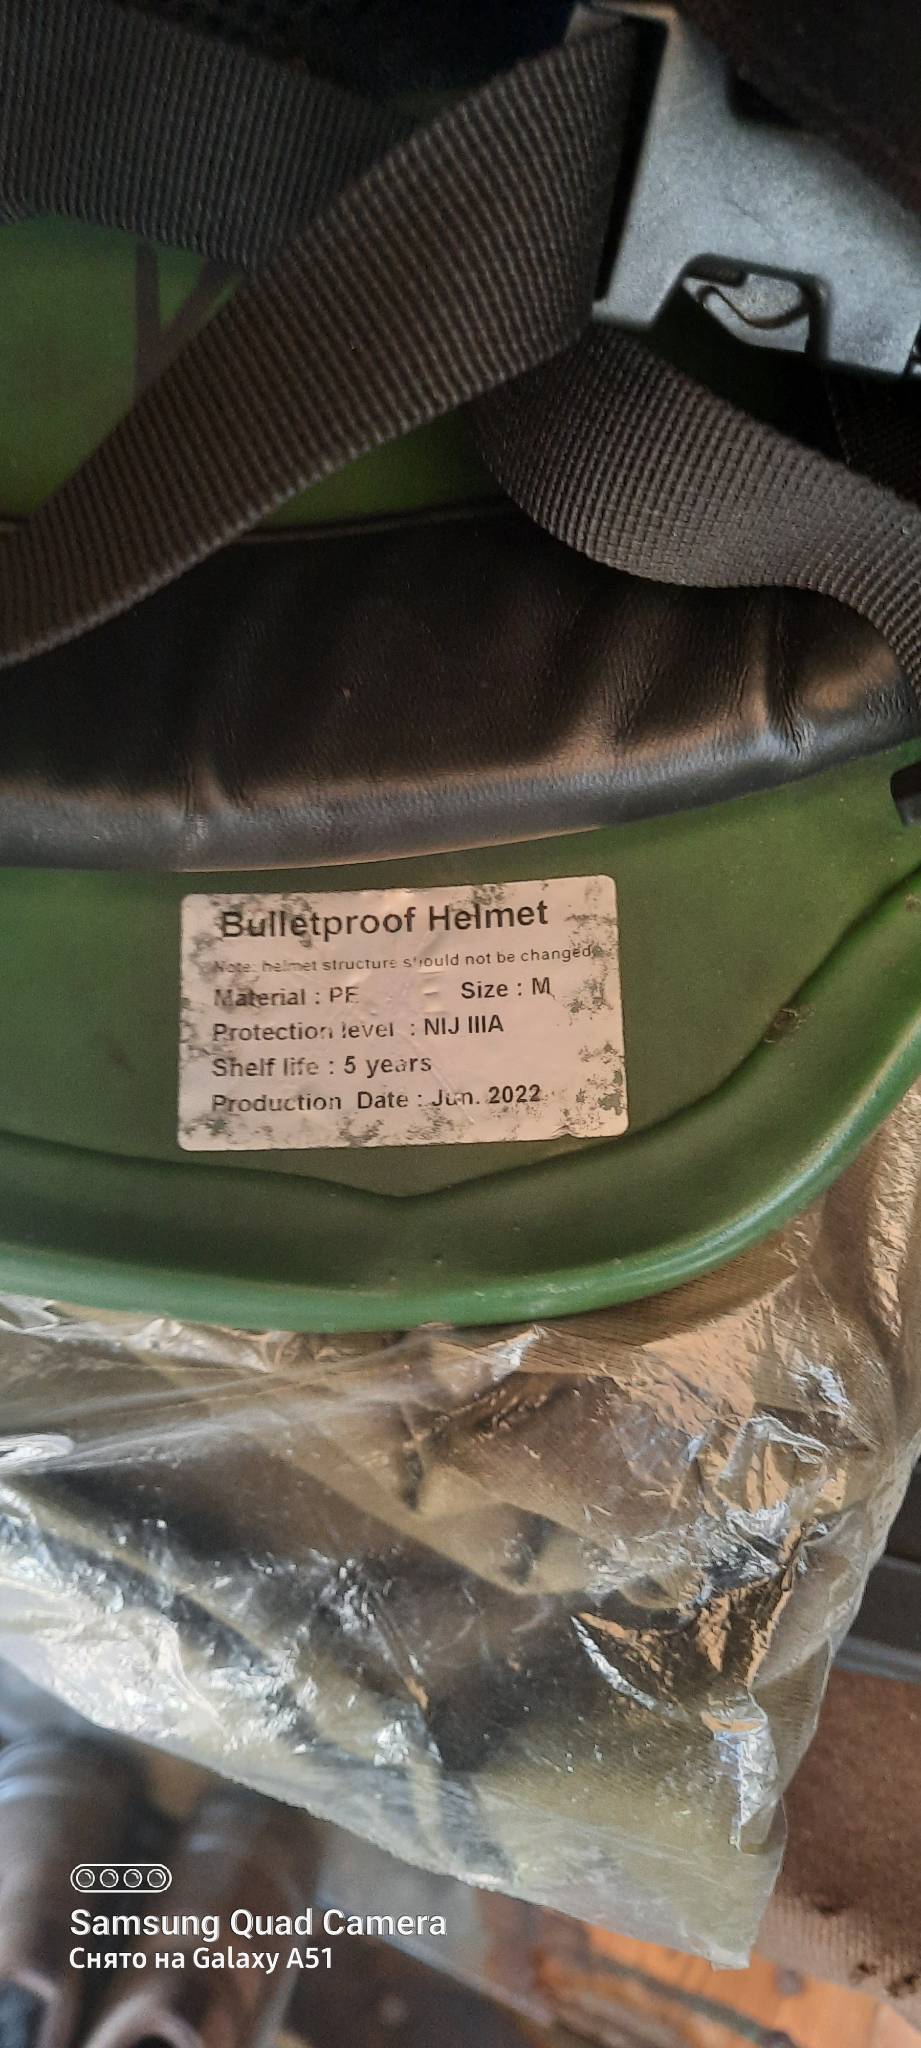 Bulletproof Helmet
Note: helmet structure should not be changed
Material : PE Size : M
Protection level : NIJ IIIA
Shelf life : 5 years
Production Date : Jun. 2022
Samsung Quad Camera
Снято на Galaxy A51